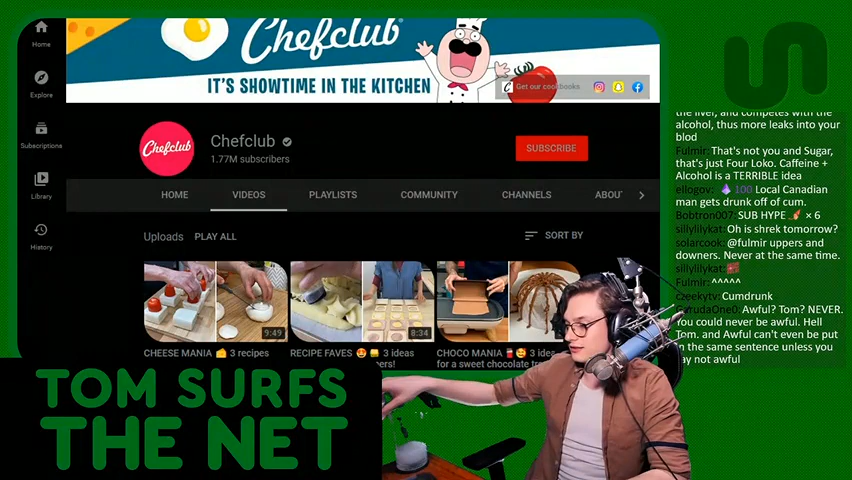 Home
Explore
Subscriptions
Library
History
Chefclub
IT'S SHOWTIME IN THE KITCHEN
Get our cookbooks
Chefclub
Chefclub
1.77M subscribers
SUBSCRIBE
HOME
VIDEOS
PLAYLISTS
COMMUNITY
CHANNELS
ABOUT
Uploads
PLAY ALL
SORT BY
9:49
8:34
CHEESE MANIA 🧀 3 recipes
RECIPE FAVES 😍 3 ideas
CHOCO MANIA 🍫🥰 3 ideas
for a sweet chocolate
TOM SURFS
THE NET
the liver, and competes with the
alcohol, thus more leaks into your
blod
Fulmir: That's not you and Sugar,
that's just Four Loko. Caffeine +
Alcohol is a TERRIBLE idea
ellogov: 100 Local Canadian
man gets drunk off of cum.
Bobtron007: SUB HYPE × 6
sillylilykat: Oh is shrek tomorrow?
solarcook: @fulmir uppers and
downers. Never at the same time.
sillylilykat:
Fulmir: ^^^^^
czeekytv: Cumdrunk
Awful? Tom? NEVER.
You could never be awful. Hell
Tom. and Awful can't even be put
in the same sentence unless you
say not awful